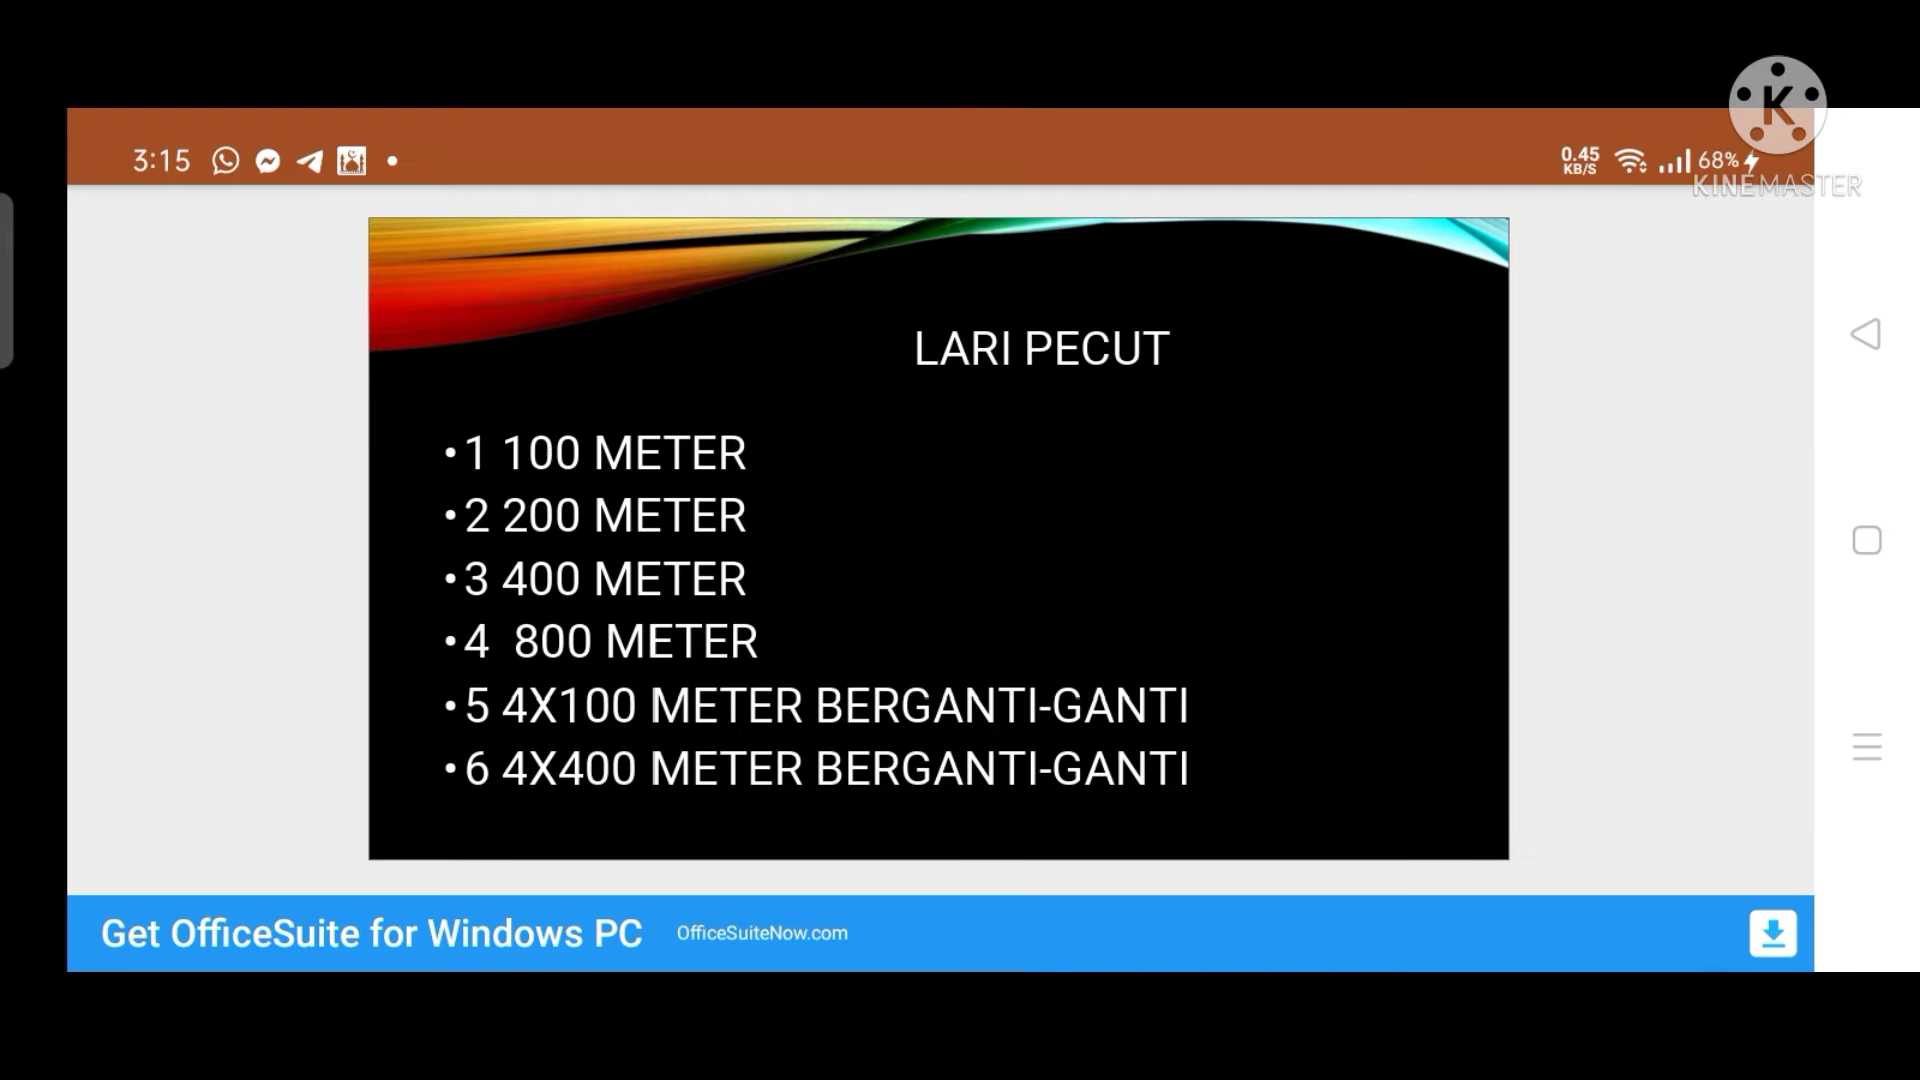 3:15
0.45
KB/S
68%
K
KINEMASTER
LARI PECUT
•1 100 METER
•2 200 METER
•3 400 METER
•4  800 METER
•5 4X100 METER BERGANTI-GANTI
•6 4X400 METER BERGANTI-GANTI
Get OfficeSuite for Windows PC
OfficeSuiteNow.com